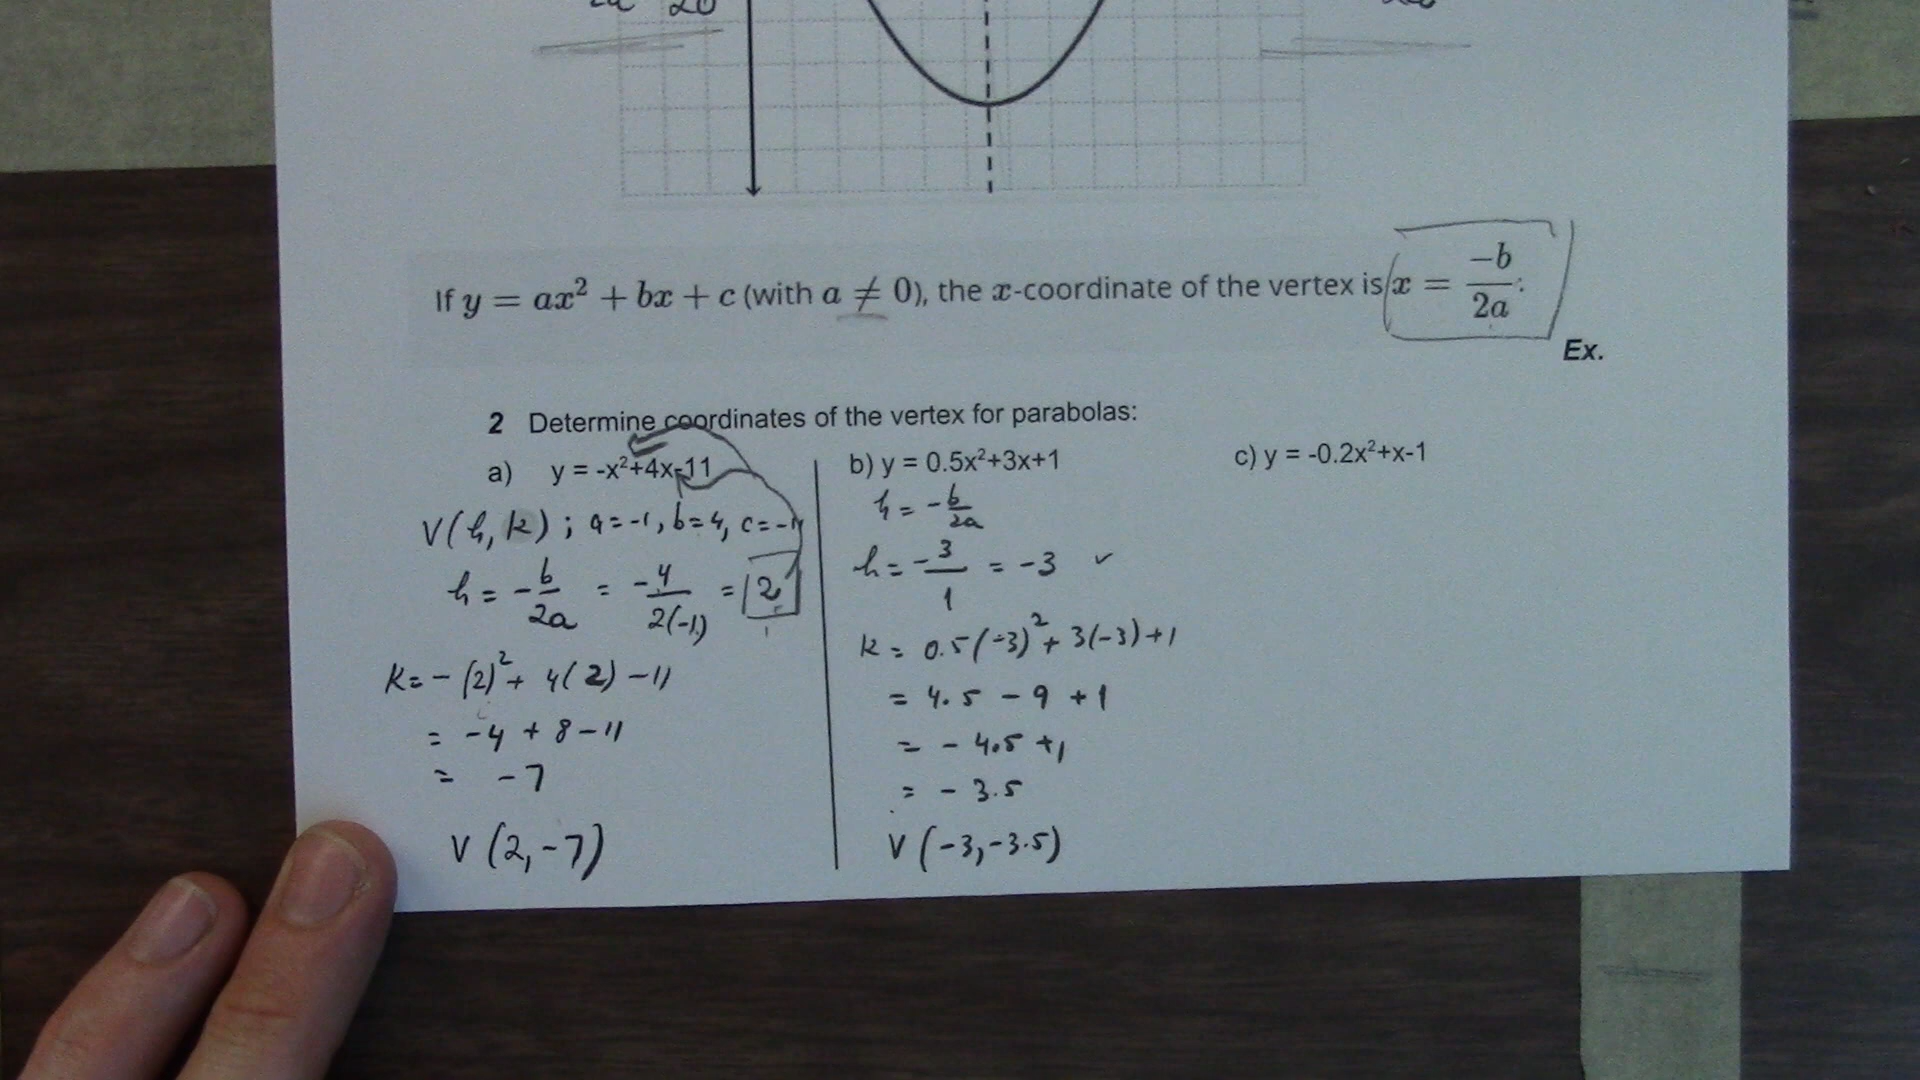 20
If y = ax² + bx + c (with a ≠ 0), the x-coordinate of the vertex is x = -b/2a.
Ex.
2 Determine coordinates of the vertex for parabolas:
a) y = -x²+4x-11
V(h, k) ; a = -1, b = 4, c = -11
h = -b/2a = -4/2(-1) = 2
k = -(2)² + 4(2) - 11
= -4 + 8 - 11
= -7
V (2, -7)
b) y = 0.5x²+3x+1
h = -b/2a
h = -3/1 = -3 ✓
k = 0.5(-3)² + 3(-3) + 1
= 4.5 - 9 + 1
= - 4.5 + 1
= - 3.5
V (-3, -3.5)
c) y = -0.2x²+x-1